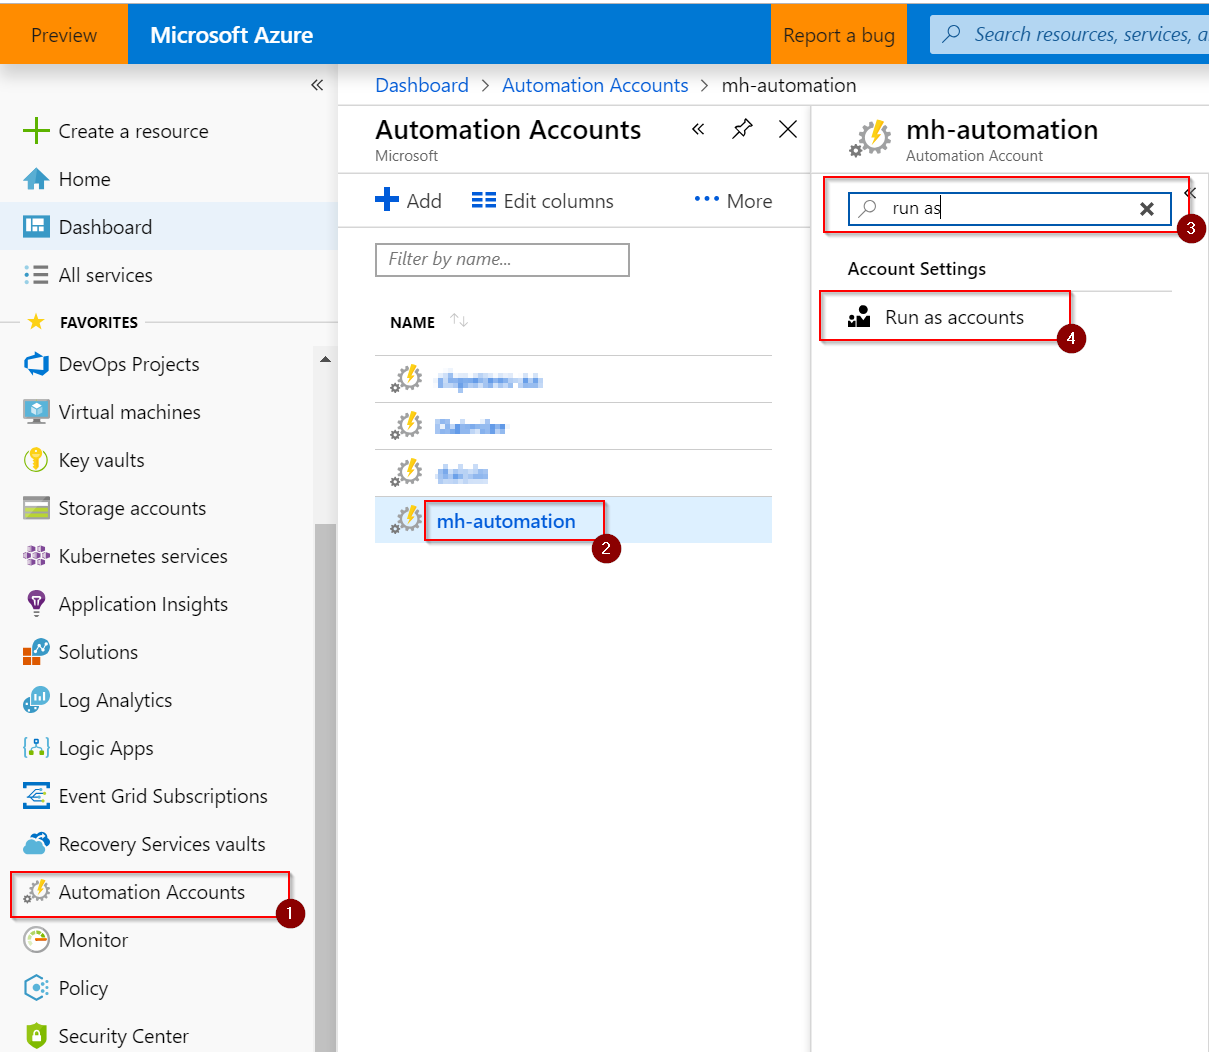 Preview
Microsoft Azure
Report a bug
Search resources, services, a
Create a resource
Home
Dashboard
All services
FAVORITES
DevOps Projects
Virtual machines
Key vaults
Storage accounts
Kubernetes services
Application Insights
Solutions
Log Analytics
Logic Apps
Event Grid Subscriptions
Recovery Services vaults
Automation Accounts
1
Monitor
Policy
Security Center
Dashboard > Automation Accounts > mh-automation
Automation Accounts
Microsoft
Add Edit columns More
Filter by name...
NAME
mh-automation
2
mh-automation
Automation Account
run as
3
Account Settings
Run as accounts
4